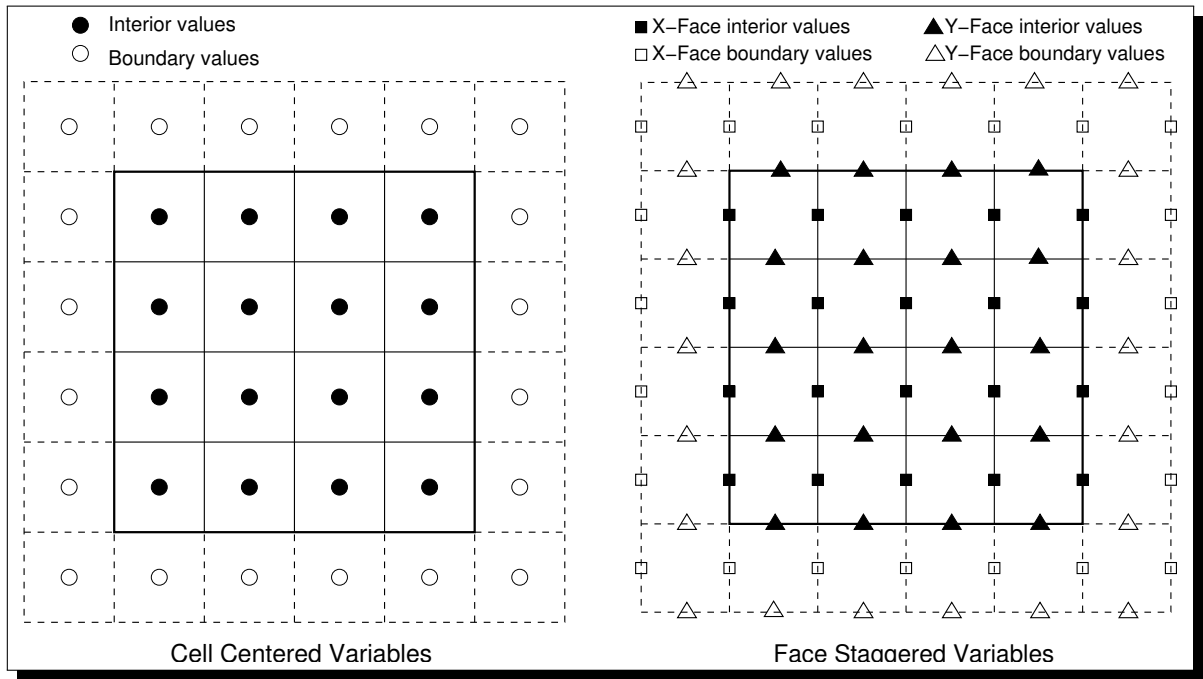 Interior values
Boundary values
X–Face interior values
Y–Face interior values
X–Face boundary values
Y–Face boundary values
Cell Centered Variables
Face Staggered Variables